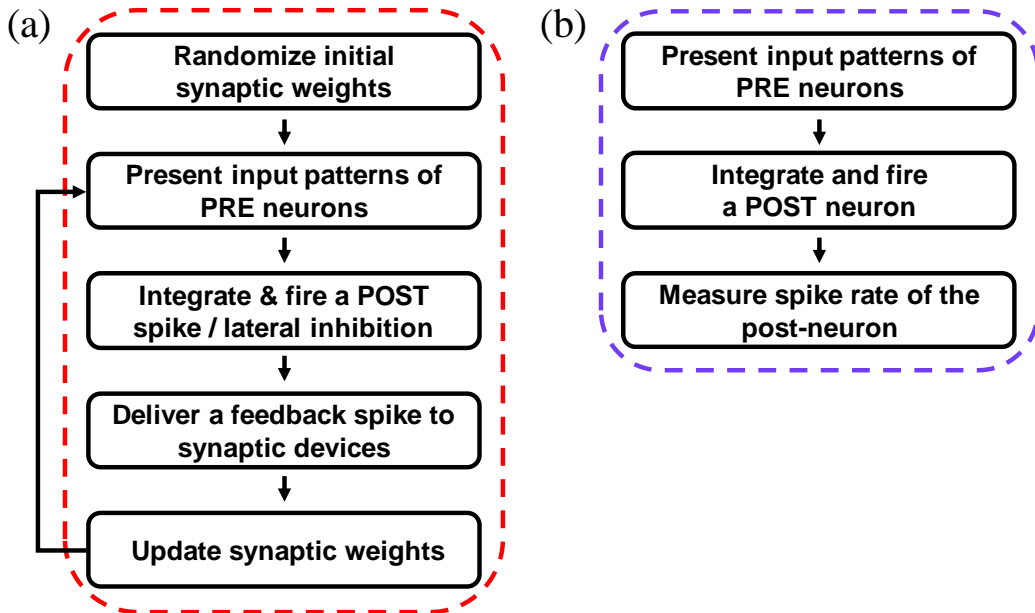 (a)
Randomize initial
synaptic weights
Present input patterns of
PRE neurons
Integrate & fire a POST
spike / lateral inhibition
Deliver a feedback spike to
synaptic devices
Update synaptic weights
(b)
Present input patterns of
PRE neurons
Integrate and fire
a POST neuron
Measure spike rate of the
post-neuron